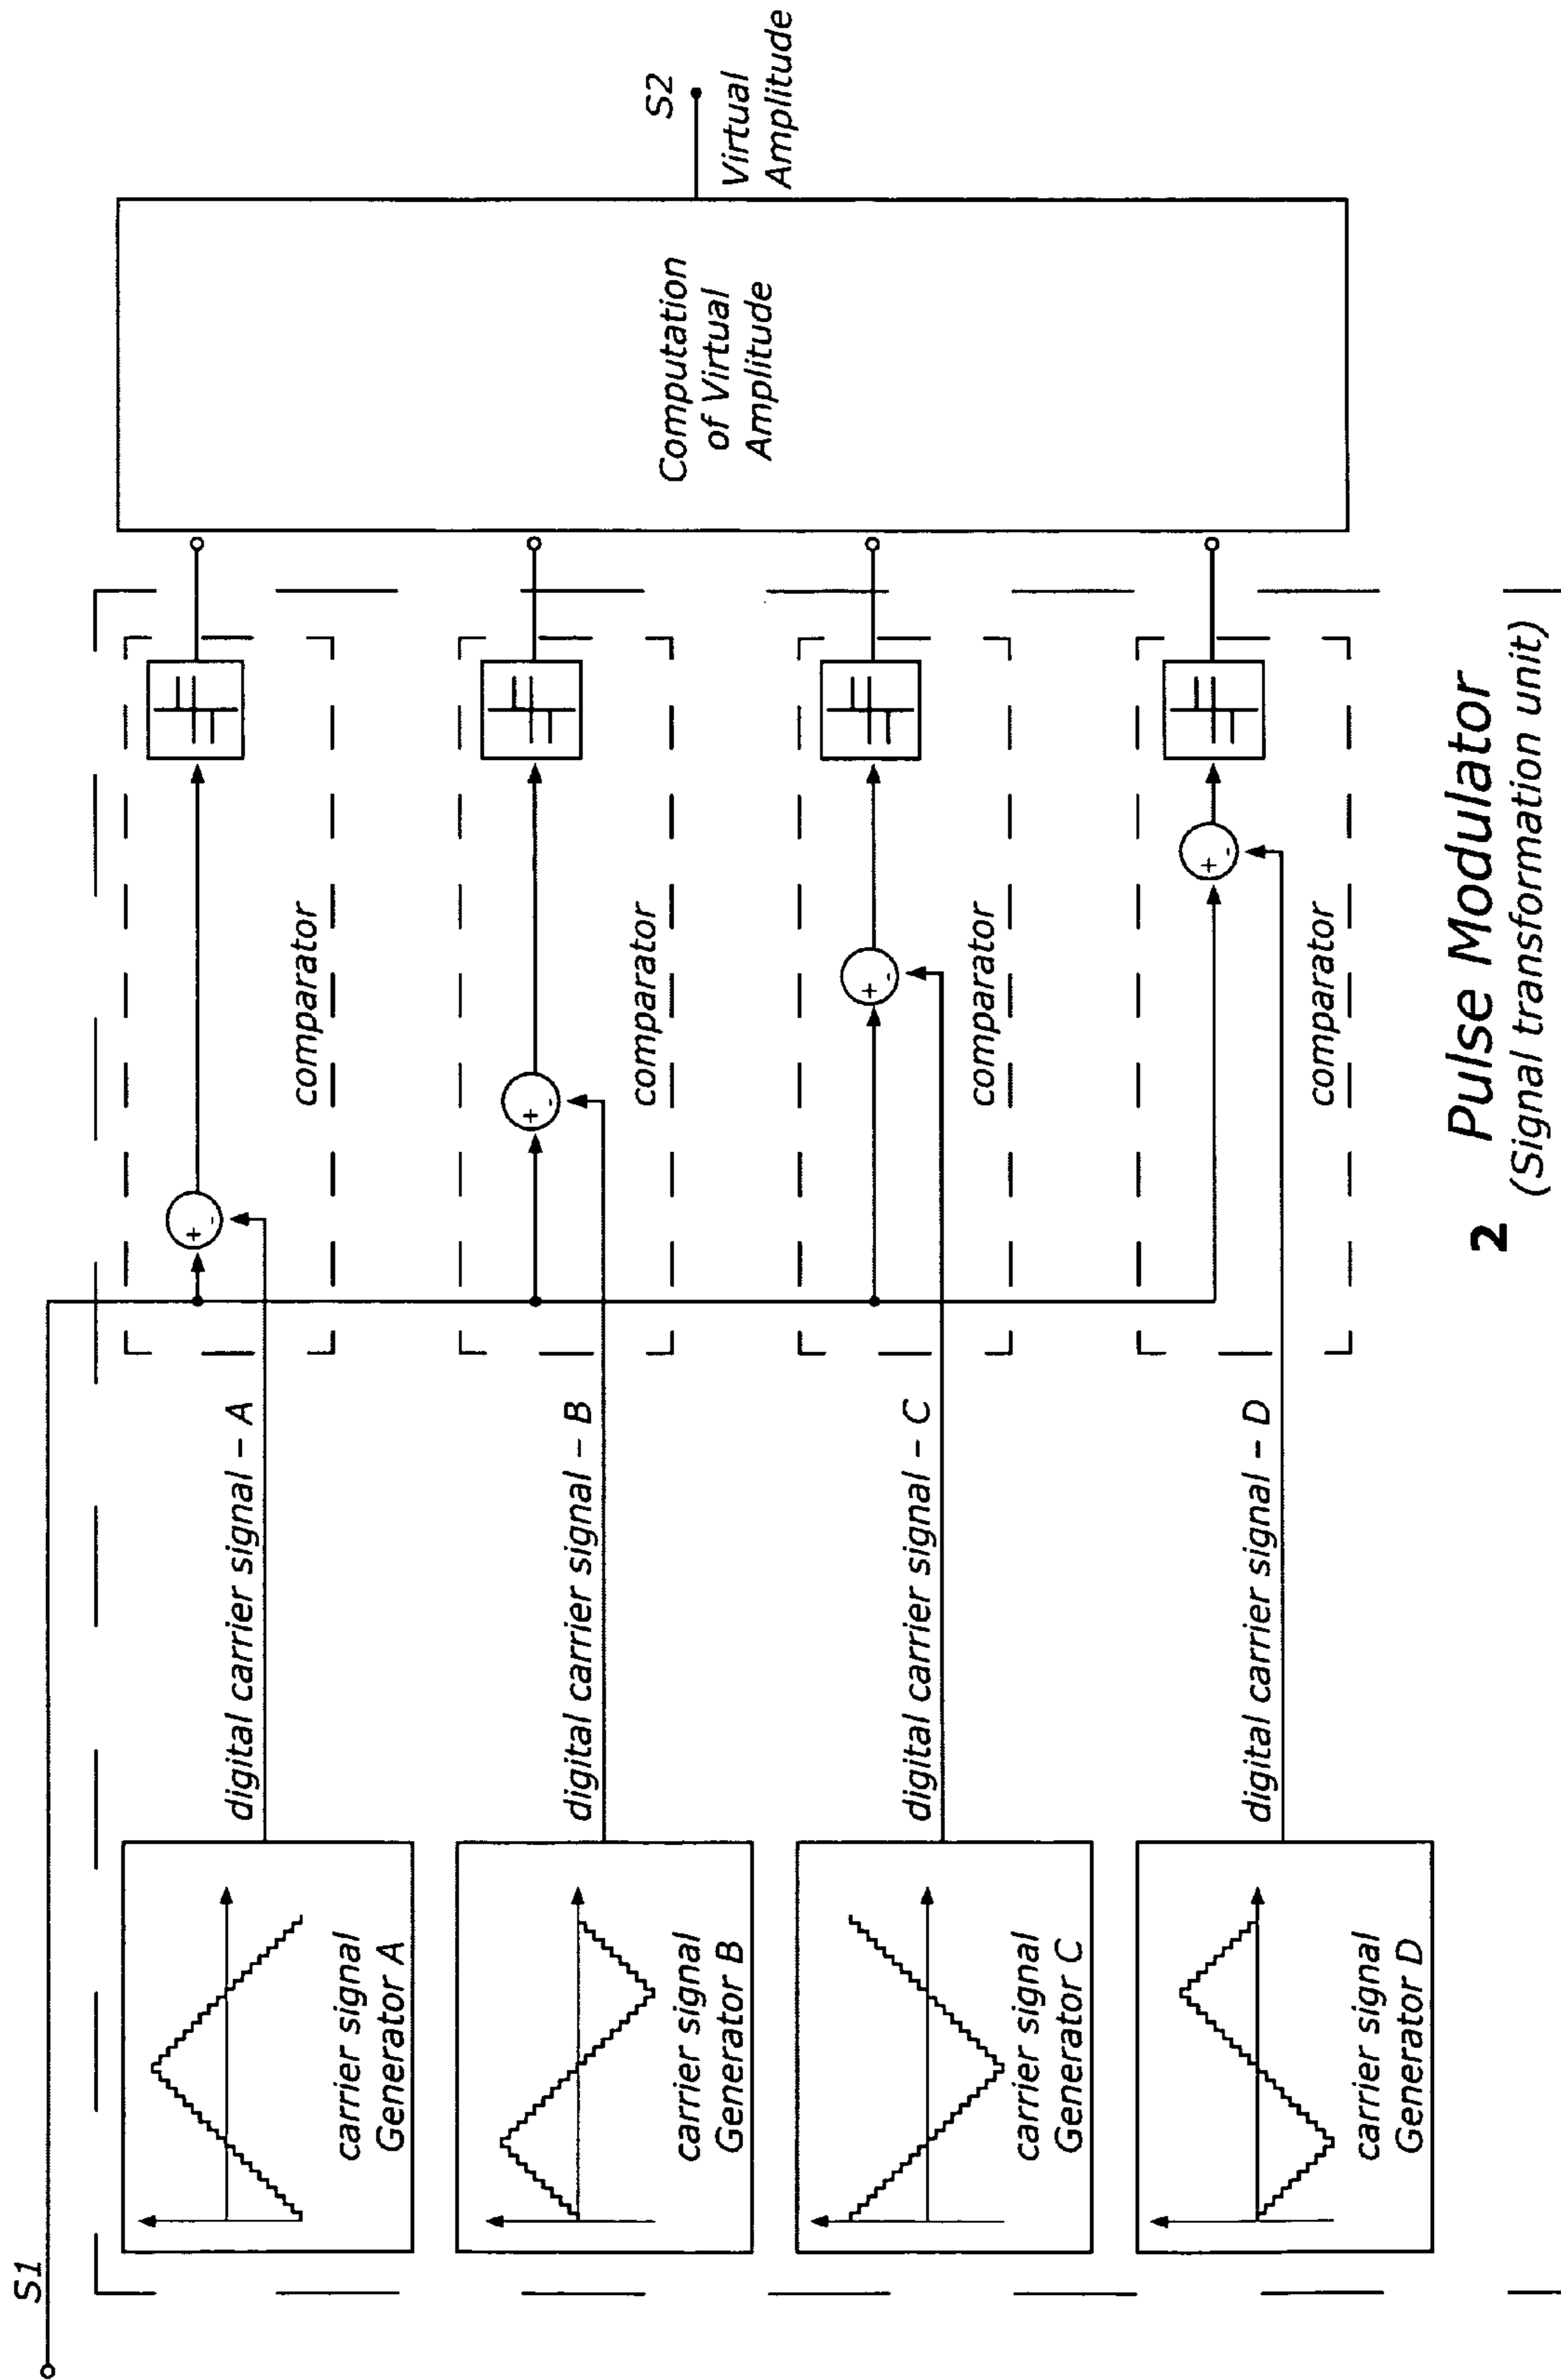 S1
carrier signal
Generator A
digital carrier signal – A
+
-
comparator
carrier signal
Generator B
digital carrier signal – B
+
-
comparator
carrier signal
Generator C
digital carrier signal – C
+
-
comparator
carrier signal
Generator D
digital carrier signal – D
+
-
comparator
Computation
of Virtual
Amplitude
S2
Virtual
Amplitude
2 Pulse Modulator
(Signal transformation unit)